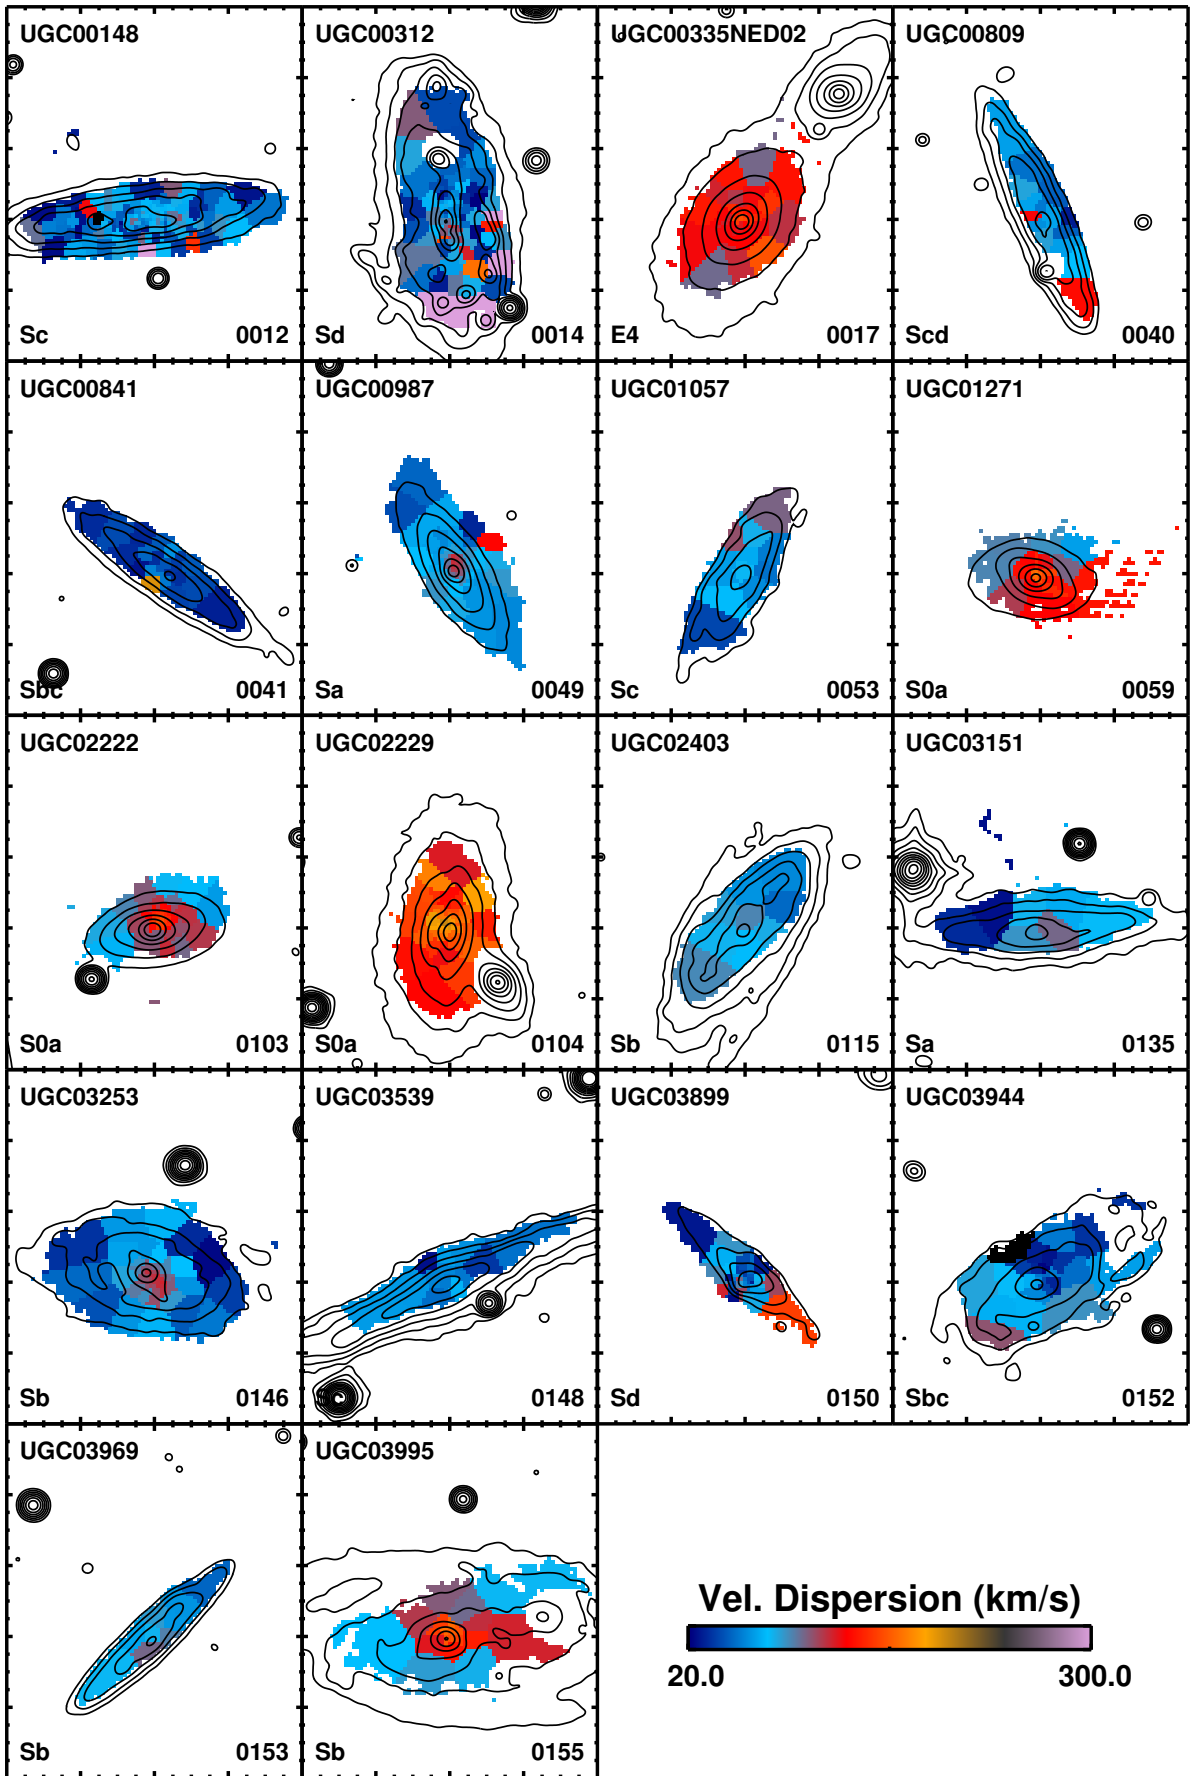 UGC00148
Sc 0012
UGC00312
Sd 0014
UGC00335NED02
E4 0017
UGC00809
Scd 0040
UGC00841
Sbc 0041
UGC00987
Sa 0049
UGC01057
Sc 0053
UGC01271
S0a 0059
UGC02222
S0a 0103
UGC02229
S0a 0104
UGC02403
Sb 0115
UGC03151
Sa 0135
UGC03253
Sb 0146
UGC03539
0148
UGC03899
Sd 0150
UGC03944
Sbc 0152
UGC03969
Sb 0153
UGC03995
Sb 0155
Vel. Dispersion (km/s)
20.0 300.0